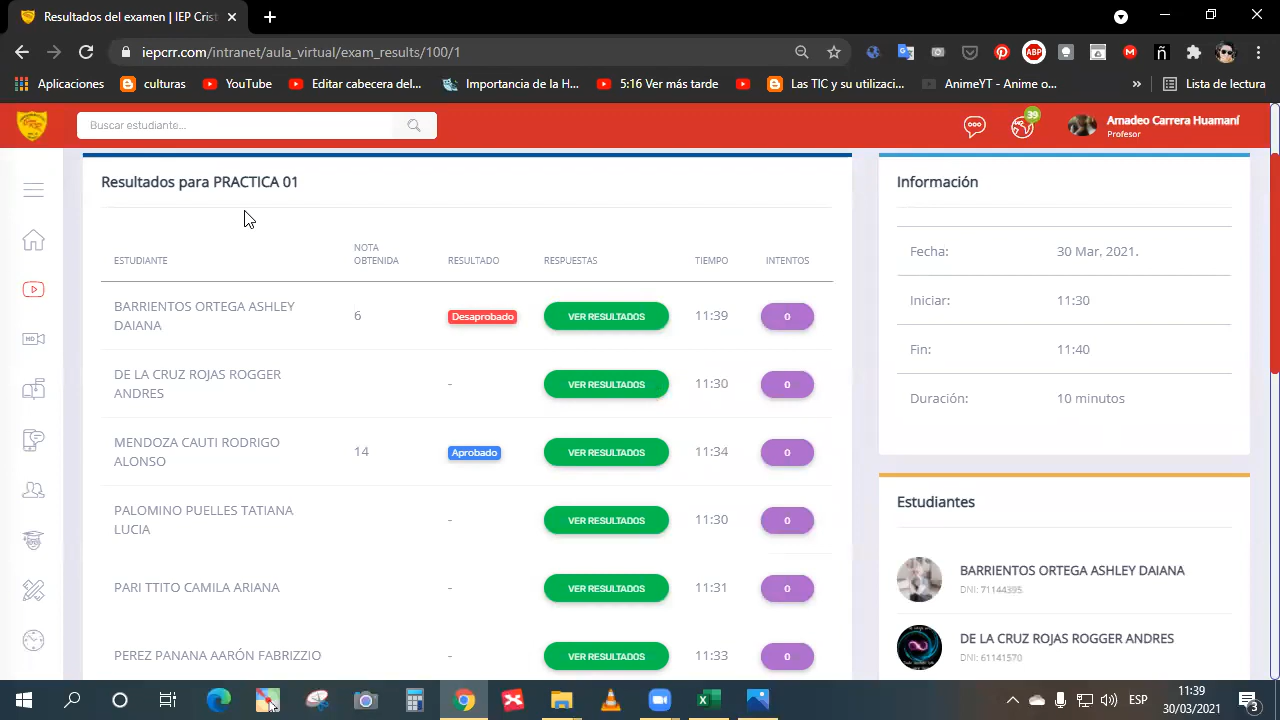 Resultados del examen | IEP Crist
iepcrr.com/intranet/aula_virtual/exam_results/100/1
ABP
ñ
Aplicaciones culturas YouTube Editar cabecera del... Importancia de la H... 5:16 Ver más tarde Las TIC y su utilizaci... AnimeYT - Anime o... » Lista de lectura
Buscar estudiante...
39
Amadeo Carrera Huamaní
Profesor
Resultados para PRACTICA 01
ESTUDIANTE NOTA OBTENIDA RESULTADO RESPUESTAS TIEMPO INTENTOS
BARRIENTOS ORTEGA ASHLEY DAIANA 6 Desaprobado VER RESULTADOS 11:39 0
DE LA CRUZ ROJAS ROGGER ANDRES - VER RESULTADOS 11:30 0
MENDOZA CAUTI RODRIGO ALONSO 14 Aprobado VER RESULTADOS 11:34 0
PALOMINO PUELLES TATIANA LUCIA - VER RESULTADOS 11:30 0
PARI TTITO CAMILA ARIANA - VER RESULTADOS 11:31 0
PEREZ PANANA AARÓN FABRIZZIO - VER RESULTADOS 11:33 0
Información
Fecha: 30 Mar, 2021.
Iniciar: 11:30
Fin: 11:40
Duración: 10 minutos
Estudiantes
BARRIENTOS ORTEGA ASHLEY DAIANA
DNI: 71144395
DE LA CRUZ ROJAS ROGGER ANDRES
DNI: 61141570
HD
ESP
11:39
30/03/2021
3